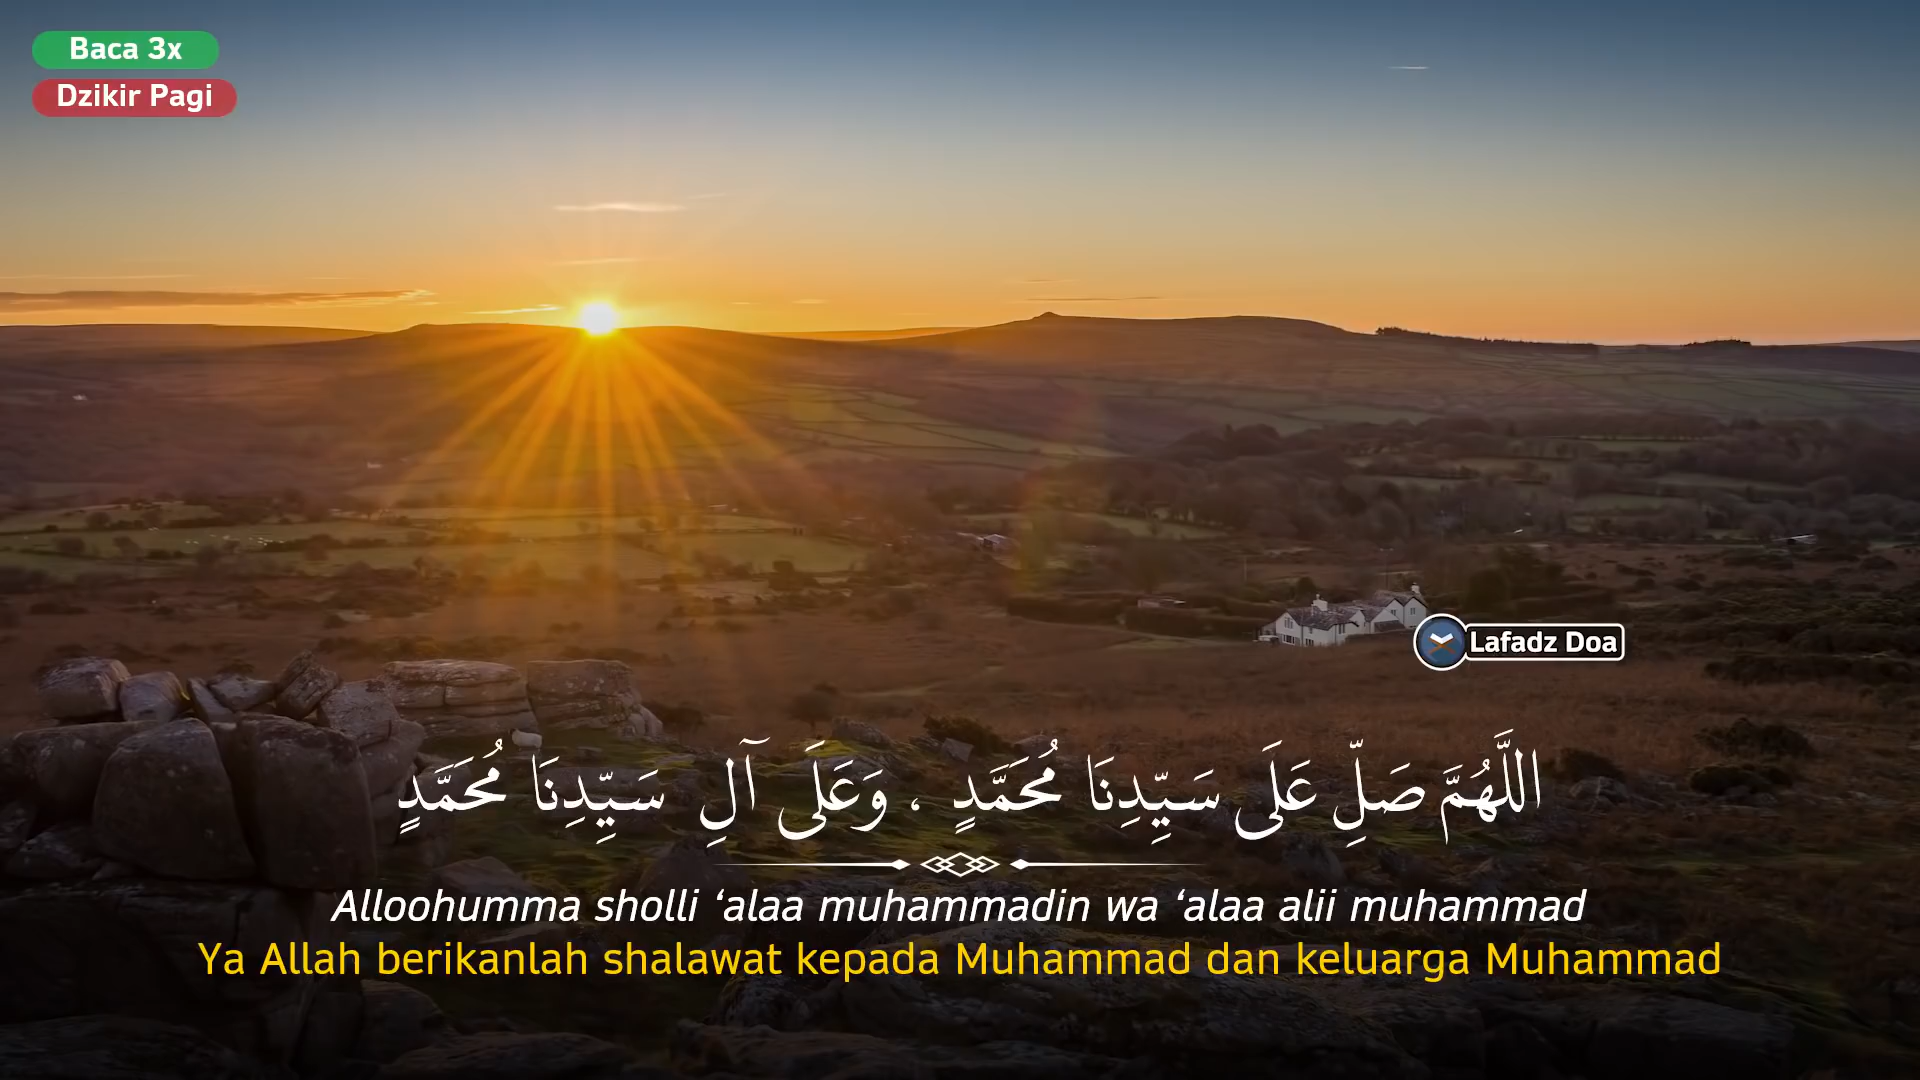 Baca 3x
Dzikir Pagi
Lafadz Doa
اللَّهُمَّ صَلِّ عَلَى سَيِّدِنَا مُحَمَّدٍ ، وَعَلَى آلِ سَيِّدِنَا مُحَمَّدٍ
Alloohumma sholli ‘alaa muhammadin wa ‘alaa alii muhammad
Ya Allah berikanlah shalawat kepada Muhammad dan keluarga Muhammad